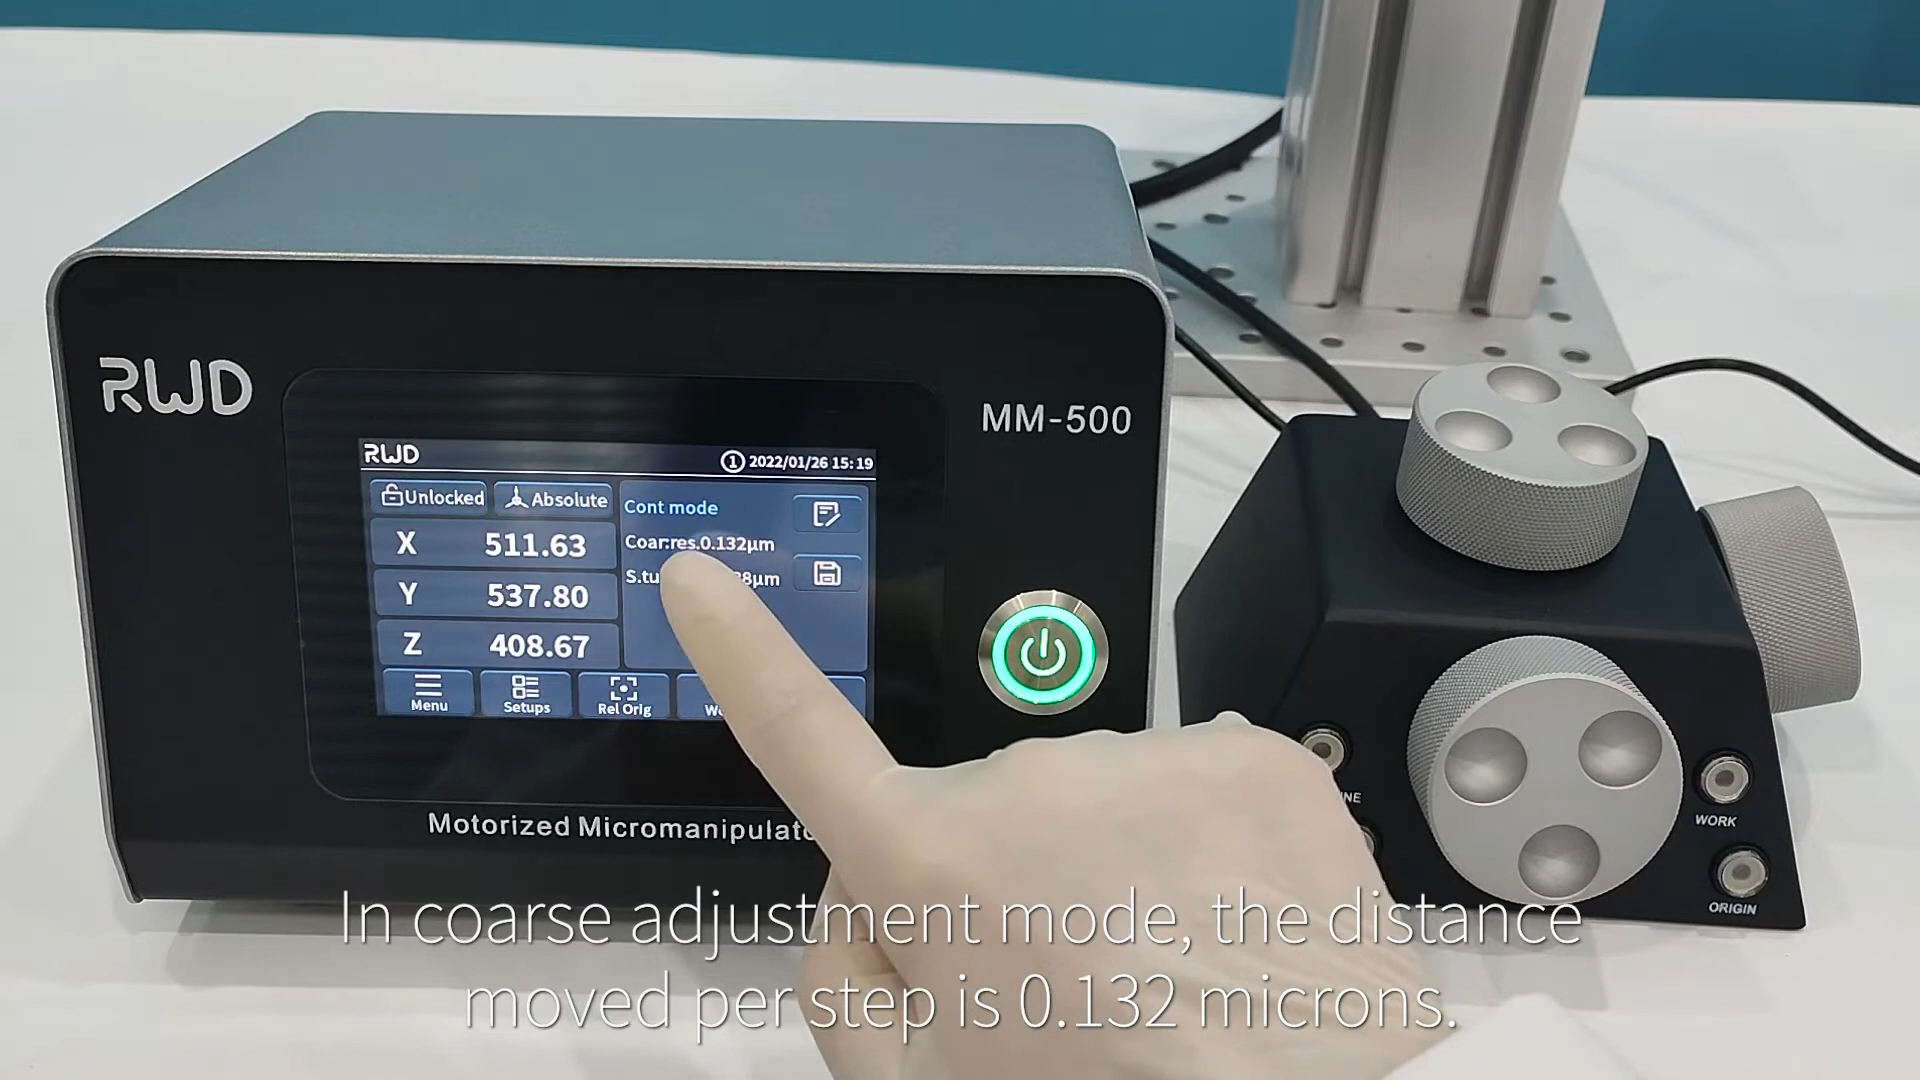 RWD
MM-500
RWD
1 2022/01/26 15:19
Unlocked
Absolute
Cont mode
X 511.63
Coar:res.0.132µm
Y 537.80
Z 408.67
Menu
Setups
Rel Orig
Motorized Micromanipulator
WORK
ORIGIN
In coarse adjustment mode, the distance
moved per step is 0.132 microns.